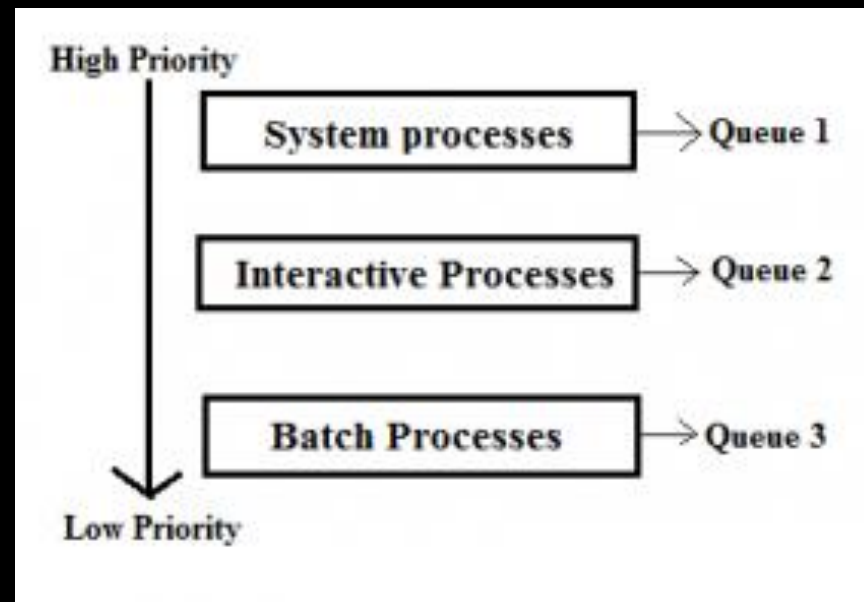 High Priority
System processes
Queue 1
Interactive Processes
Queue 2
Batch Processes
Queue 3
Low Priority